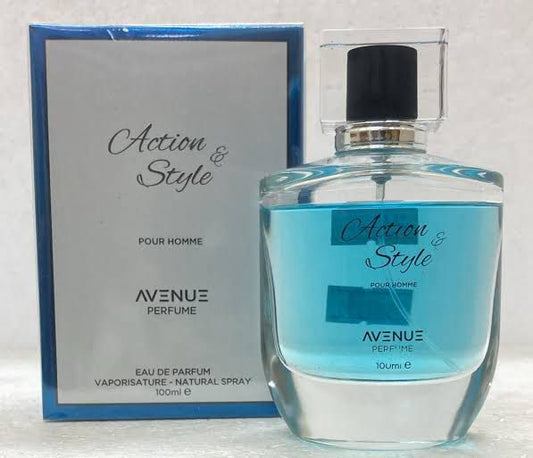 Action &
Style
POUR HOMME
AVENUE
PERFUME
EAU DE PARFUM
VAPORISATURE - NATURAL SPRAY
100ml e
Action &
Style
POUR HOMME
AVENUE
PERFUME
100ml e